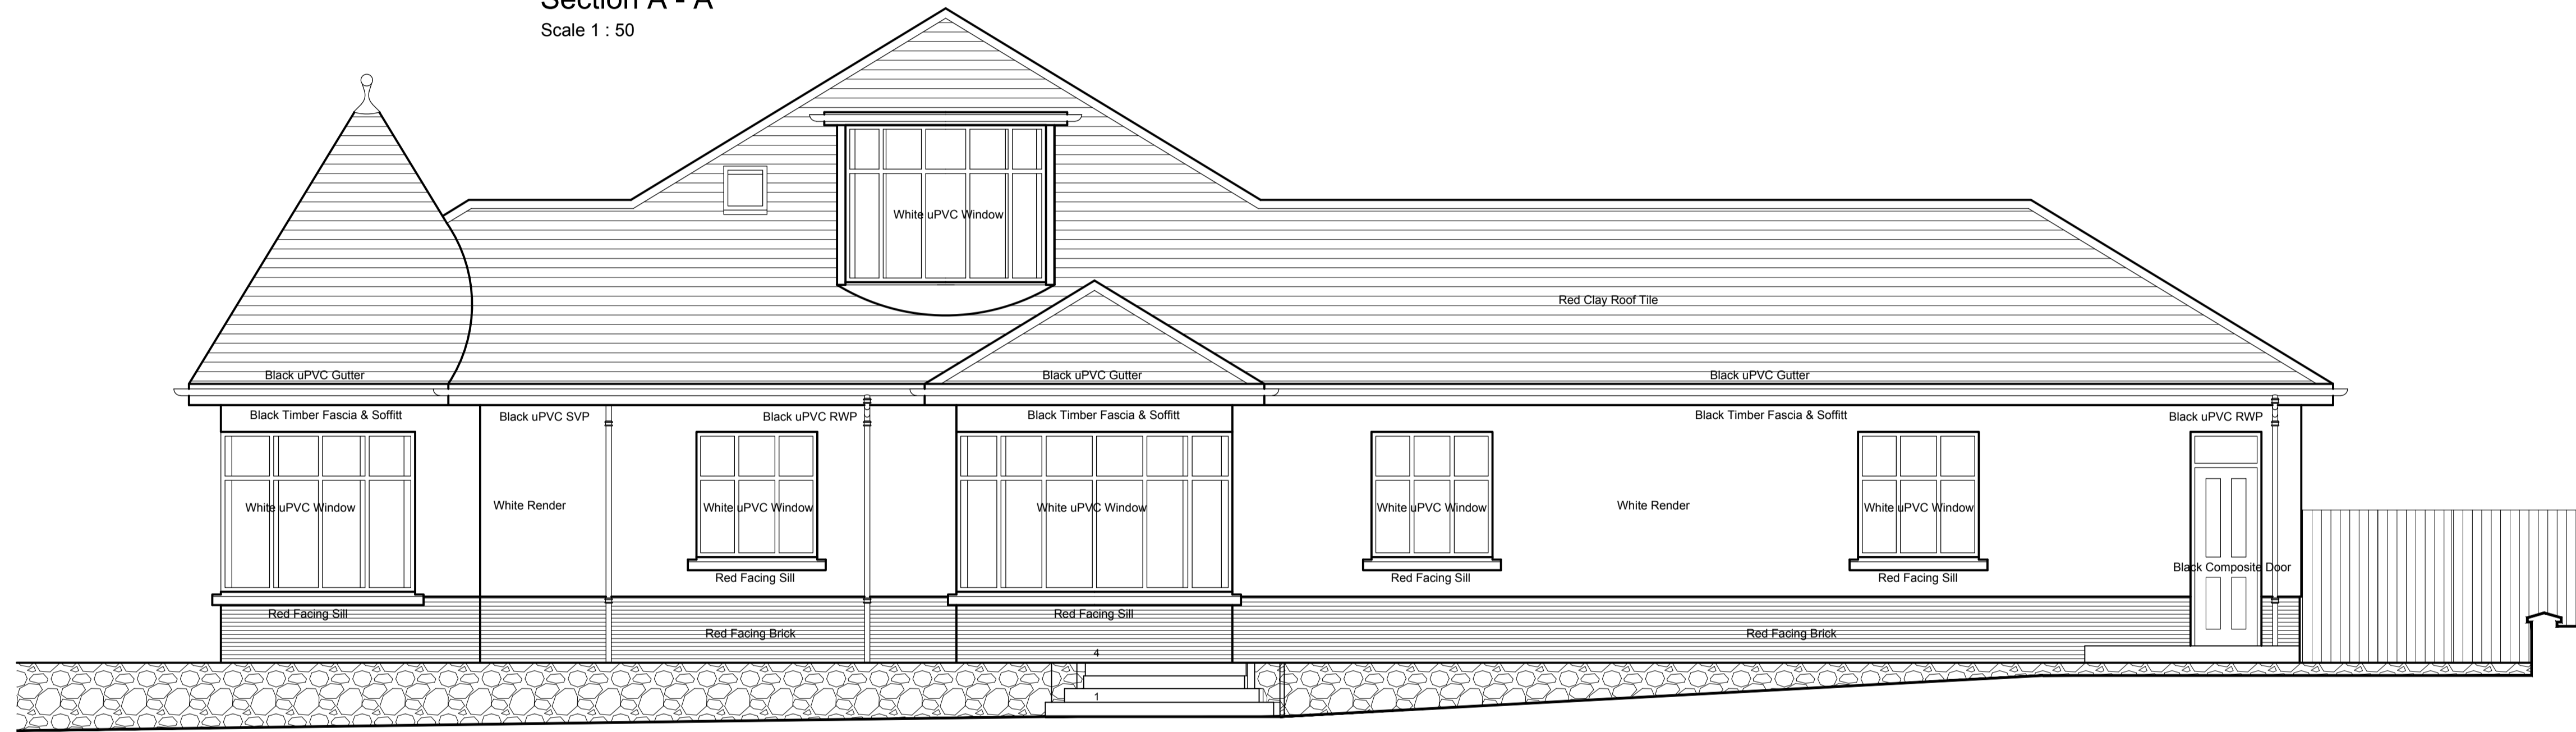 Section A - A
Scale 1 : 50
White uPVC Window
Red Clay Roof Tile
Black uPVC Gutter
Black uPVC Gutter
Black uPVC Gutter
Black Timber Fascia & Soffitt
Black uPVC SVP
Black uPVC RWP
Black Timber Fascia & Soffitt
Black Timber Fascia & Soffitt
Black uPVC RWP
White uPVC Window
White Render
White uPVC Window
White uPVC Window
White uPVC Window
White Render
White uPVC Window
Black Composite Door
Red Facing Sill
Red Facing Sill
Red Facing Sill
Red Facing Sill
Red Facing Sill
Red Facing Brick
Red Facing Brick
4
1